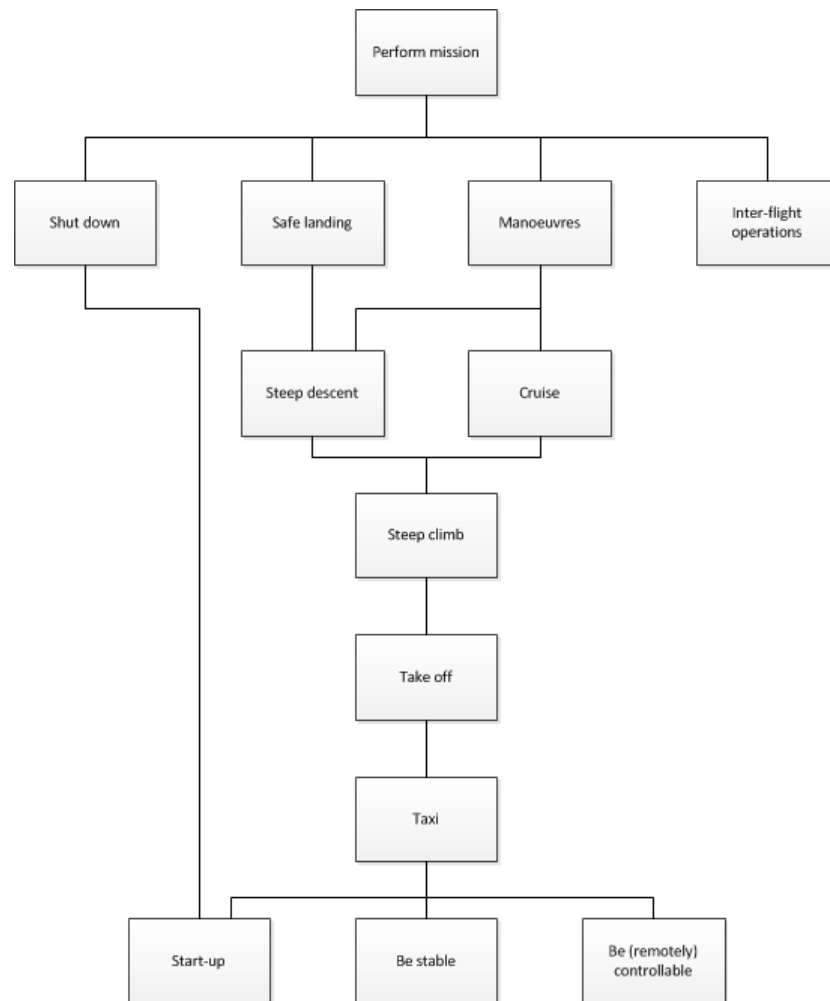 Perform mission
Shut down
Safe landing
Manoeuvres
Inter-flight
operations
Steep descent
Cruise
Steep climb
Take off
Taxi
Start-up
Be stable
Be (remotely)
controllable